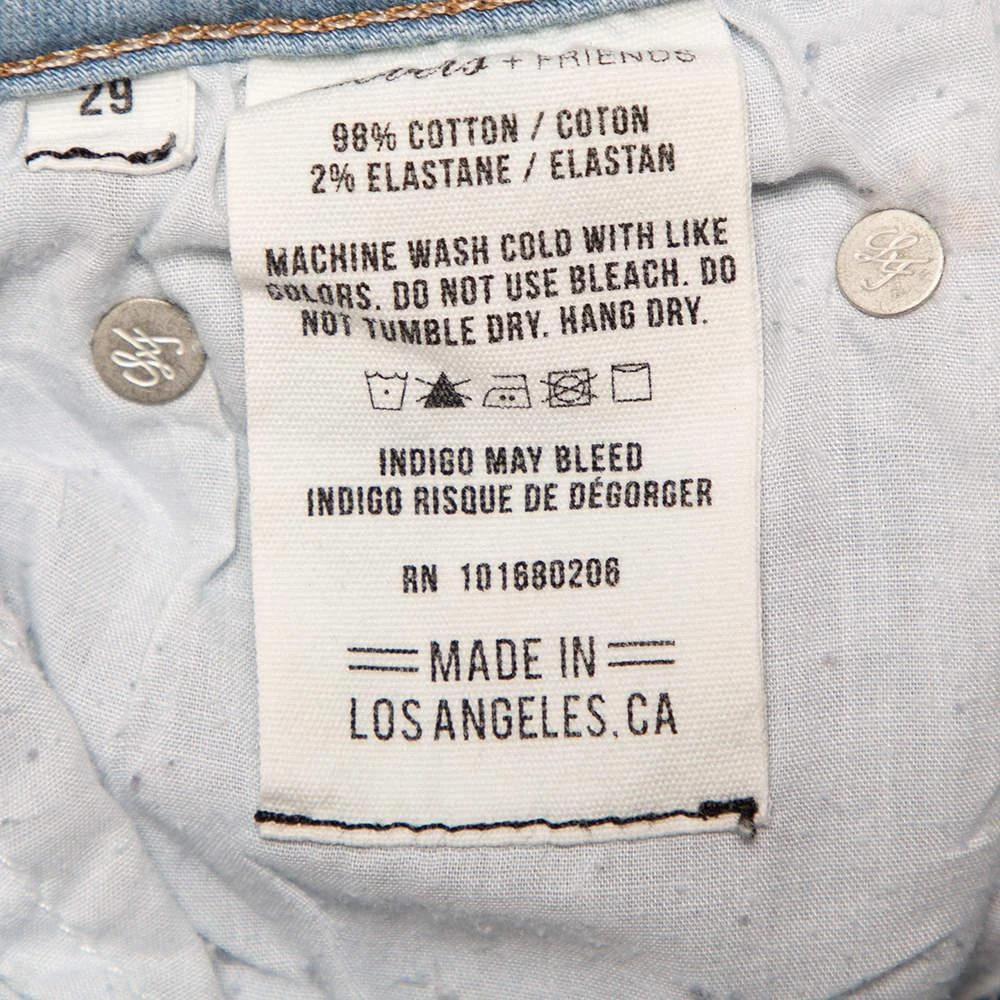 + FRIENDS
29
98% COTTON / COTON
2% ELASTANE / ELASTAN
MACHINE WASH COLD WITH LIKE
COLORS. DO NOT USE BLEACH. DO
NOT TUMBLE DRY. HANG DRY.
INDIGO MAY BLEED
INDIGO RISQUE DE DÉGORGER
RN 101680206
MADE IN
LOS ANGELES, CA